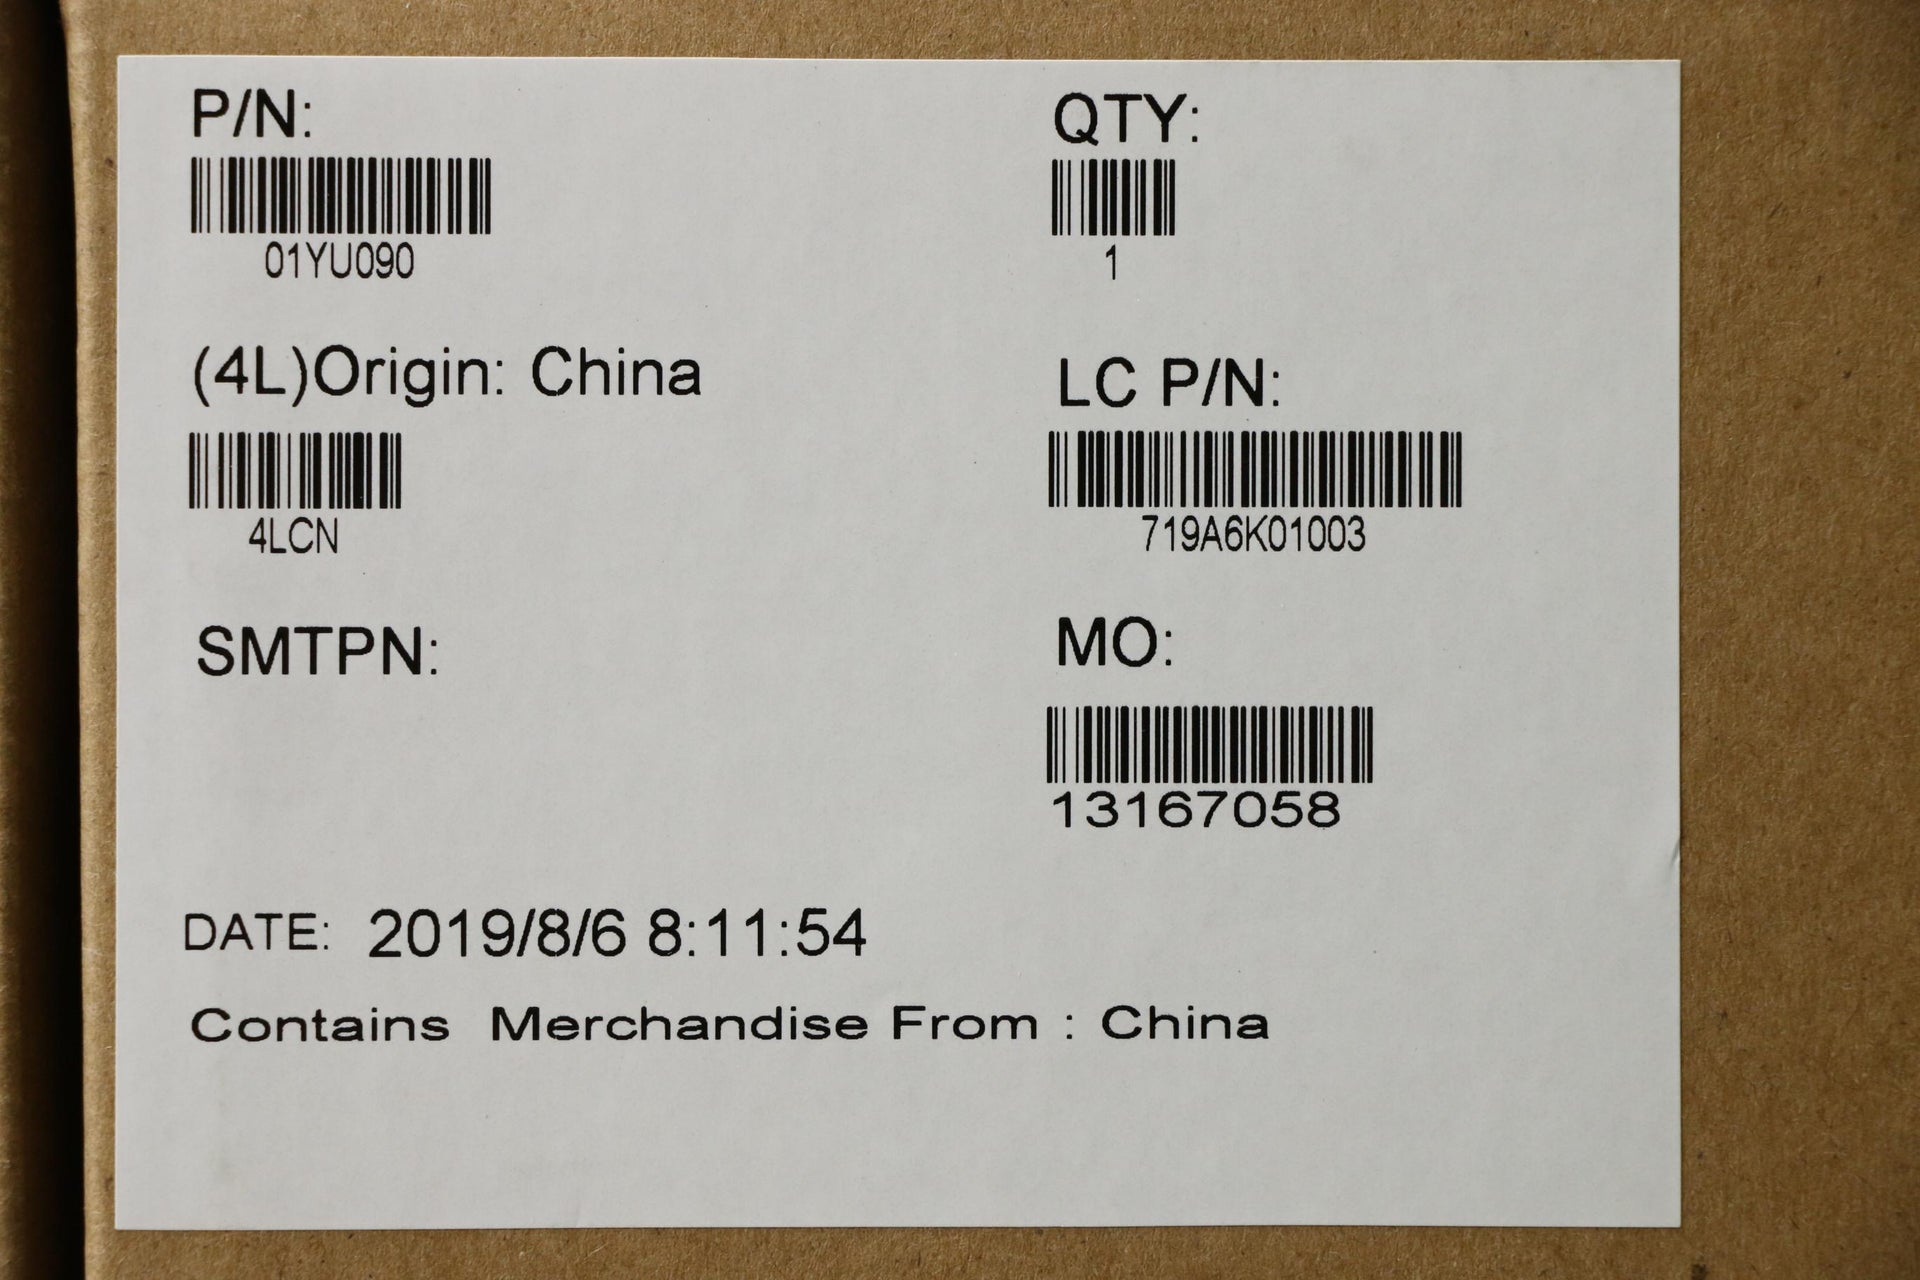 P/N:
01YU090
QTY:
1
(4L)Origin: China
4LCN
LC P/N:
719A6K01003
SMTPN:
MO:
13167058
DATE: 2019/8/6 8:11:54
Contains Merchandise From : China